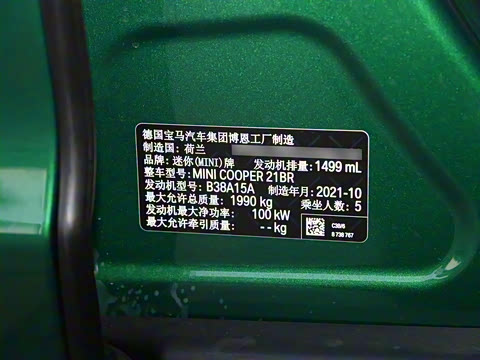 德国宝马汽车集团博恩工厂制造
制造国: 荷兰
品牌: 迷你(MINI)牌 发动机排量: 1499 mL
整车型号: MINI COOPER 21BR
发动机型号: B38A15A 制造年月: 2021-10
最大允许总质量: 1990 kg 乘坐人数: 5
发动机最大净功率: 100 kW
最大允许牵引质量: -- kg
C38/6
8 738 767